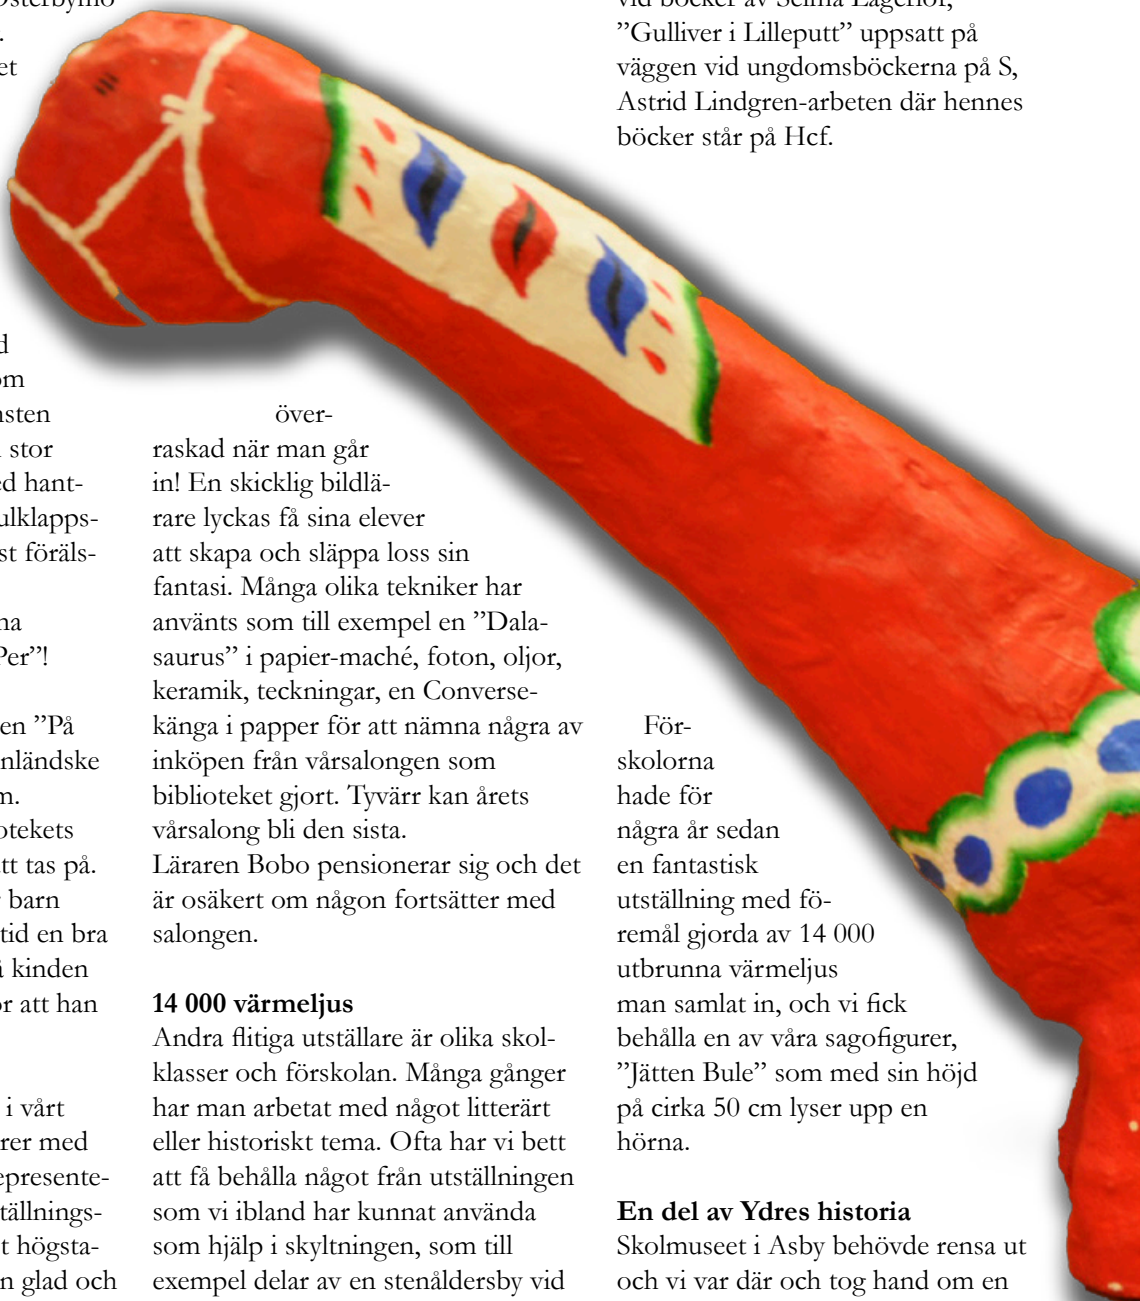 Österbymo
.
et
d
om
nsten
stor
ed hant-
ulklapps-
st föräls-
na
Per”!
en ”På
nländske
m.
otekets
tt tas på.
barn
tid en bra
å kinden
ör att han
i vårt
rer med
epresente-
tällnings-
t högsta-
n glad och
över-
raskad när man går
in! En skicklig bildlä-
rare lyckas få sina elever
att skapa och släppa loss sin
fantasi. Många olika tekniker har
använts som till exempel en ”Dala-
saurus” i papier-maché, foton, oljor,
keramik, teckningar, en Converse-
känga i papper för att nämna några av
inköpen från vårsalongen som
biblioteket gjort. Tyvärr kan årets
vårsalong bli den sista.
Läraren Bobo pensionerar sig och det
är osäkert om någon fortsätter med
salongen.
14 000 värmeljus
Andra flitiga utställare är olika skol-
klasser och förskolan. Många gånger
har man arbetat med något litterärt
eller historiskt tema. Ofta har vi bett
att få behålla något från utställningen
som vi ibland har kunnat använda
som hjälp i skyltningen, som till
exempel delar av en stenåldersby vid
vid böcker av Selma Lagerlöf,
”Gulliver i Lilleputt” uppsatt på
väggen vid ungdomsböckerna på S,
Astrid Lindgren-arbeten där hennes
böcker står på Hcf.
För-
skolorna
hade för
några år sedan
en fantastisk
utställning med fö-
remål gjorda av 14 000
utbrunna värmeljus
man samlat in, och vi fick
behålla en av våra sagofigurer,
”Jätten Bule” som med sin höjd
på cirka 50 cm lyser upp en
hörna.
En del av Ydres historia
Skolmuseet i Asby behövde rensa ut
och vi var där och tog hand om en